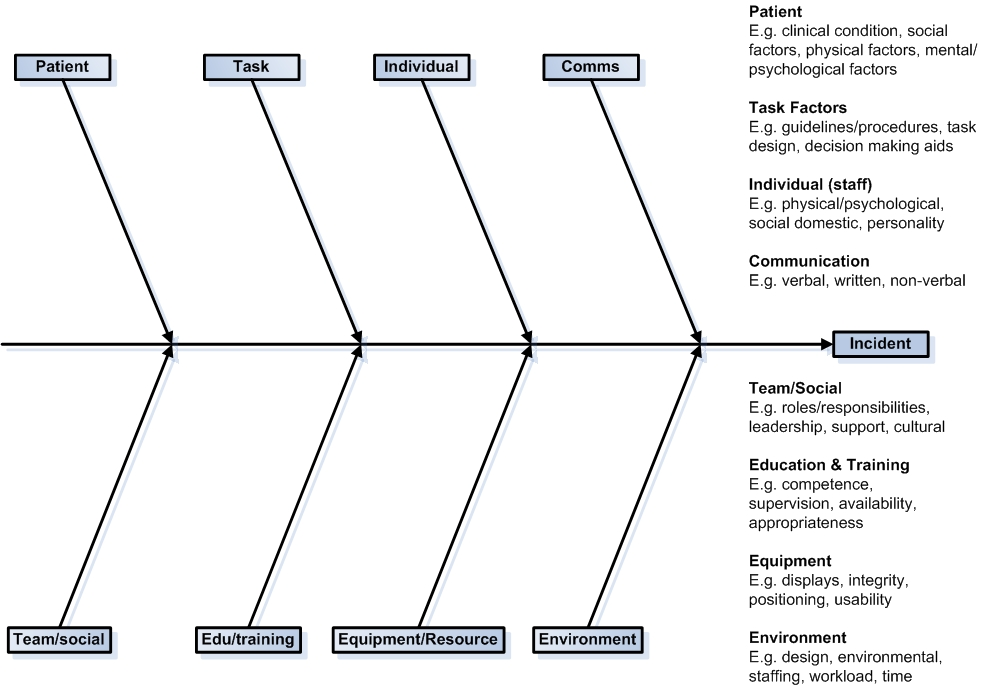 Patient
Task
Individual
Comms
Patient
E.g. clinical condition, social
factors, physical factors, mental/
psychological factors
Task Factors
E.g. guidelines/procedures, task
design, decision making aids
Individual (staff)
E.g. physical/psychological,
social domestic, personality
Communication
E.g. verbal, written, non-verbal
Incident
Team/Social
E.g. roles/responsibilities,
leadership, support, cultural
Education & Training
E.g. competence,
supervision, availability,
appropriateness
Equipment
E.g. displays, integrity,
positioning, usability
Environment
E.g. design, environmental,
staffing, workload, time
Team/social
Edu/training
Equipment/Resource
Environment